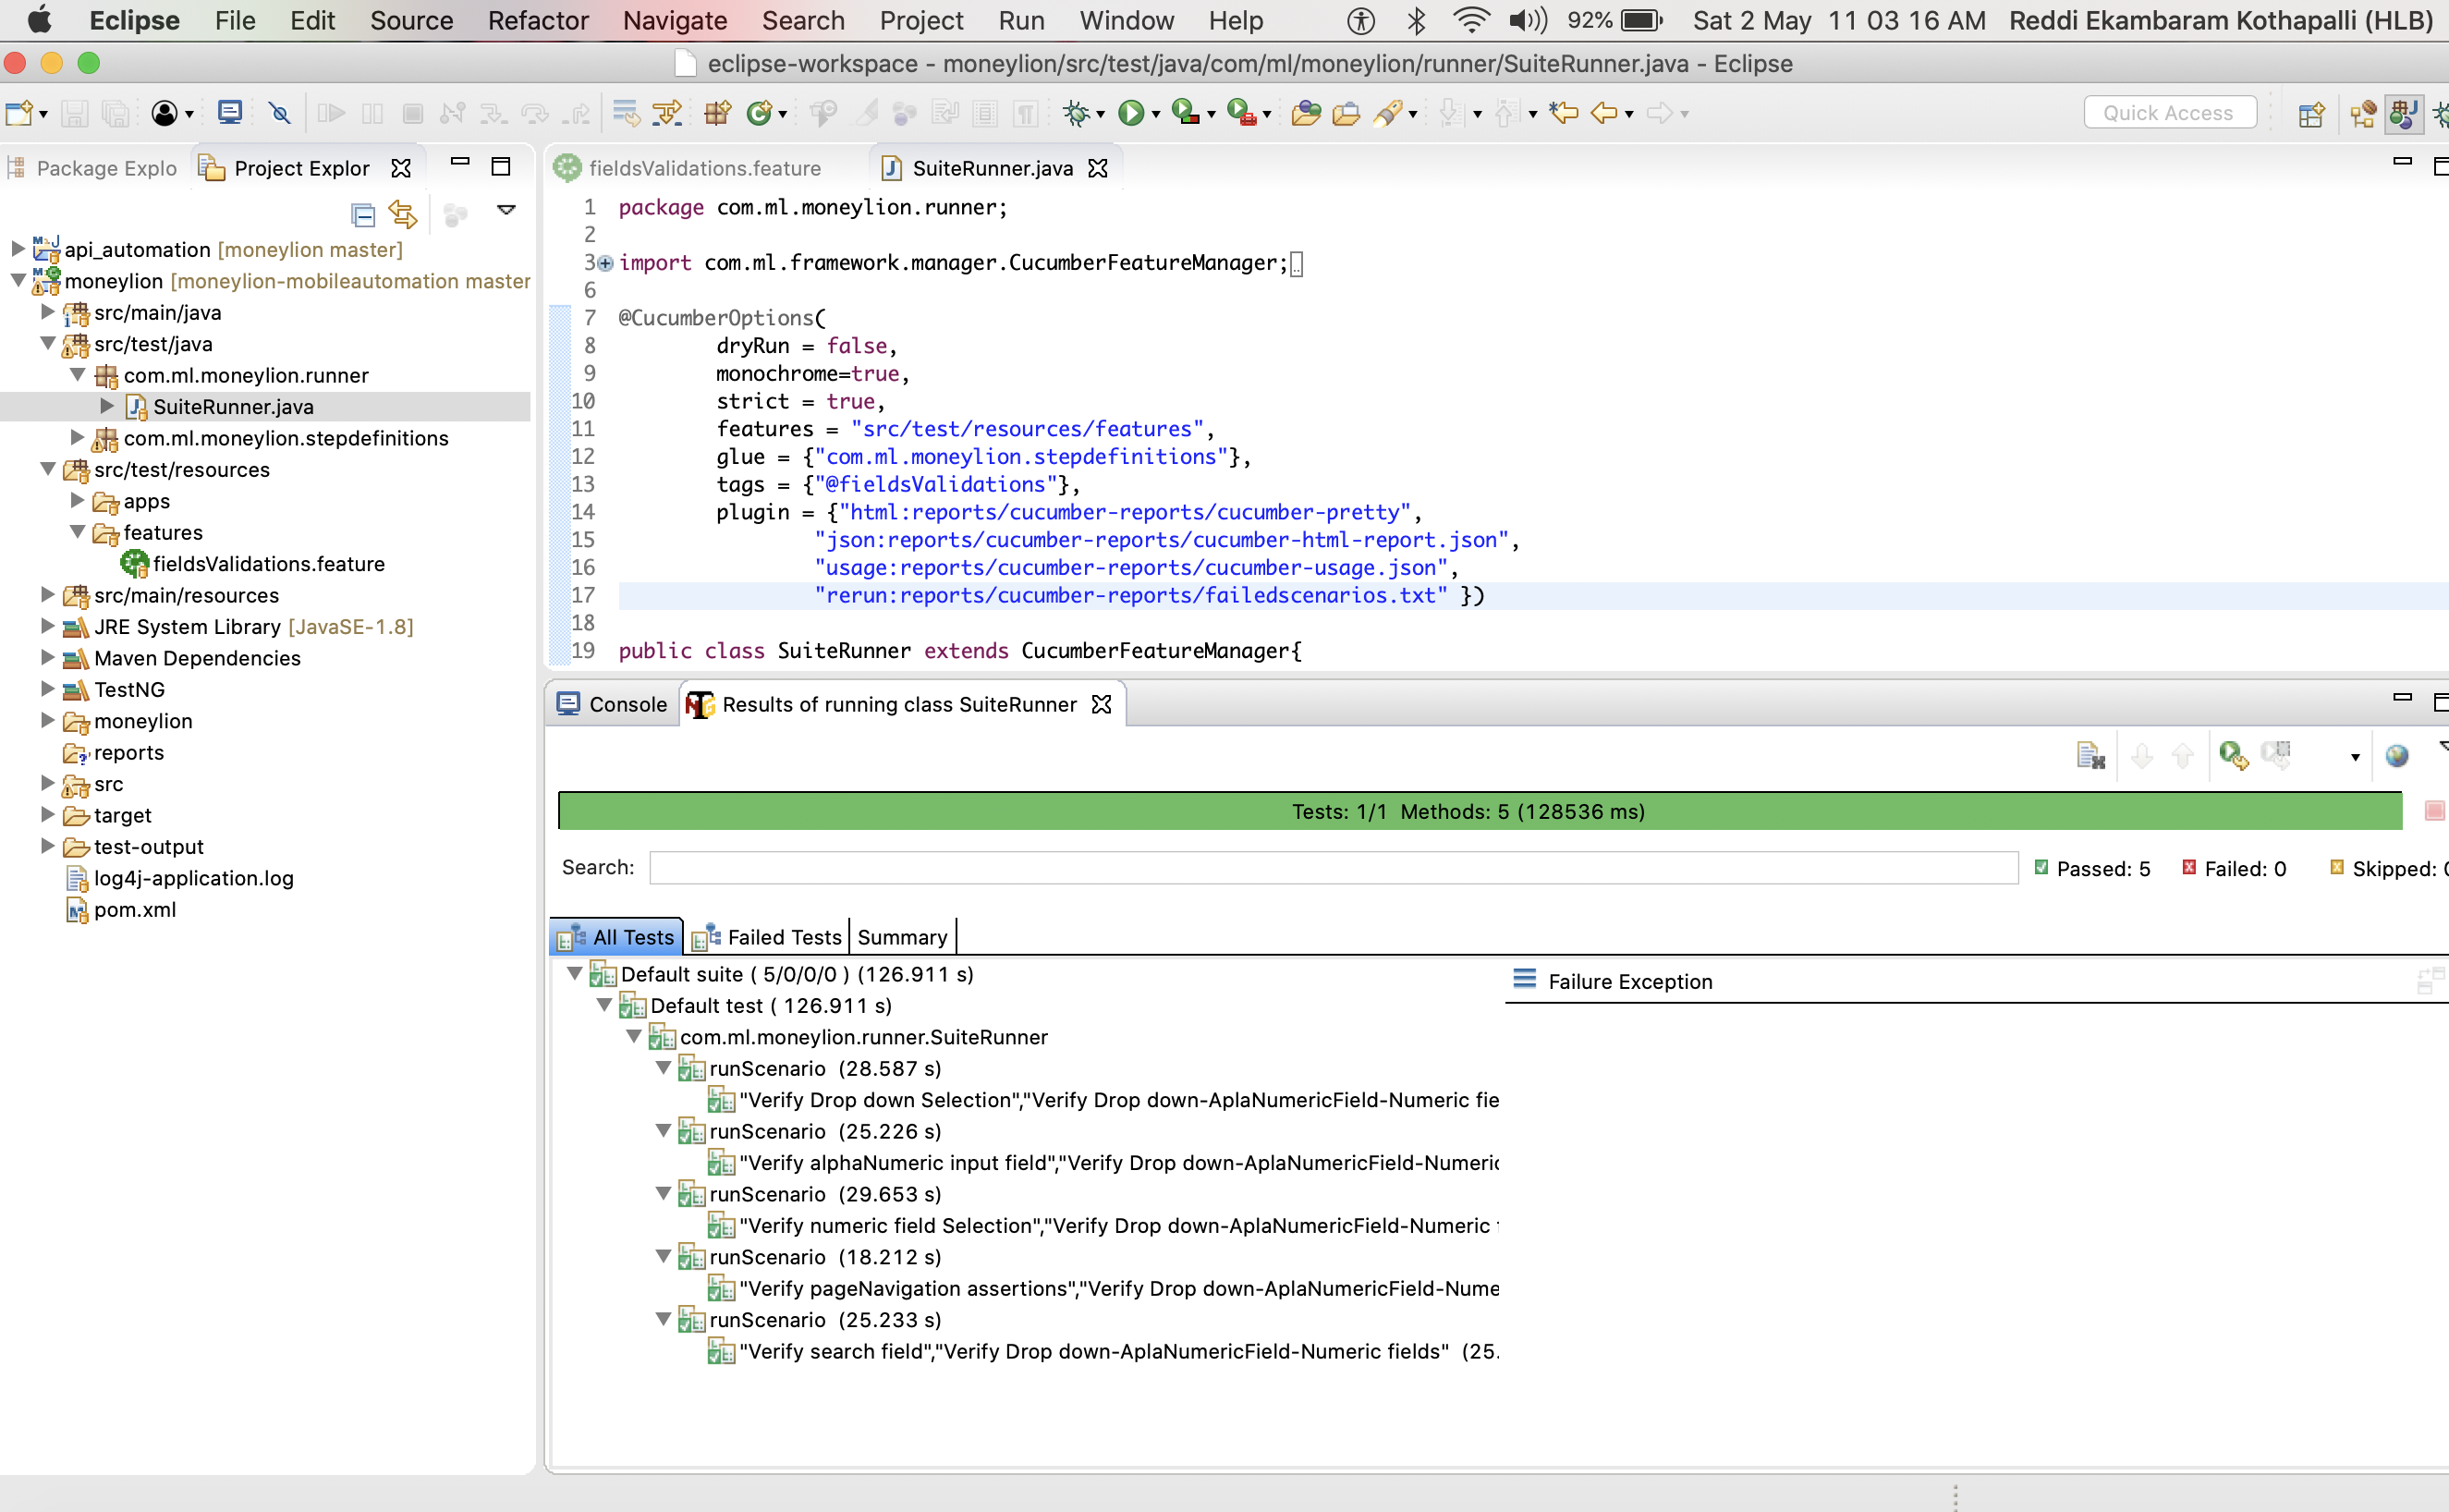 Eclipse File Edit Source Refactor Navigate Search Project Run Window Help 92% Sat 2 May 11 03 16 AM Reddi Ekambaram Kothapalli (HLB)
eclipse-workspace - moneylion/src/test/java/com/ml/moneylion/runner/SuiteRunner.java - Eclipse
Quick Access
Package Explo Project Explor
api_automation [moneylion master]
moneylion [moneylion-mobileautomation master
src/main/java
src/test/java
com.ml.moneylion.runner
SuiteRunner.java
com.ml.moneylion.stepdefinitions
src/test/resources
apps
features
fieldsValidations.feature
src/main/resources
JRE System Library [JavaSE-1.8]
Maven Dependencies
TestNG
moneylion
reports
src
target
test-output
log4j-application.log
pom.xml
fieldsValidations.feature SuiteRunner.java
1 package com.ml.moneylion.runner;
2
3 import com.ml.framework.manager.CucumberFeatureManager;
6
7 @CucumberOptions(
8 dryRun = false,
9 monochrome=true,
10 strict = true,
11 features = "src/test/resources/features",
12 glue = {"com.ml.moneylion.stepdefinitions"},
13 tags = {"@fieldsValidations"},
14 plugin = {"html:reports/cucumber-reports/cucumber-pretty",
15 "json:reports/cucumber-reports/cucumber-html-report.json",
16 "usage:reports/cucumber-reports/cucumber-usage.json",
17 "rerun:reports/cucumber-reports/failedscenarios.txt" })
18
19 public class SuiteRunner extends CucumberFeatureManager{
Console Results of running class SuiteRunner
Tests: 1/1 Methods: 5 (128536 ms)
Search: Passed: 5 Failed: 0 Skipped:
All Tests Failed Tests Summary
Default suite ( 5/0/0/0 ) (126.911 s)
Default test ( 126.911 s)
com.ml.moneylion.runner.SuiteRunner
runScenario (28.587 s)
"Verify Drop down Selection","Verify Drop down-AplaNumericField-Numeric fie
runScenario (25.226 s)
"Verify alphaNumeric input field","Verify Drop down-AplaNumericField-Numeric
runScenario (29.653 s)
"Verify numeric field Selection","Verify Drop down-AplaNumericField-Numeric
runScenario (18.212 s)
"Verify pageNavigation assertions","Verify Drop down-AplaNumericField-Nume
runScenario (25.233 s)
"Verify search field","Verify Drop down-AplaNumericField-Numeric fields" (25.
Failure Exception